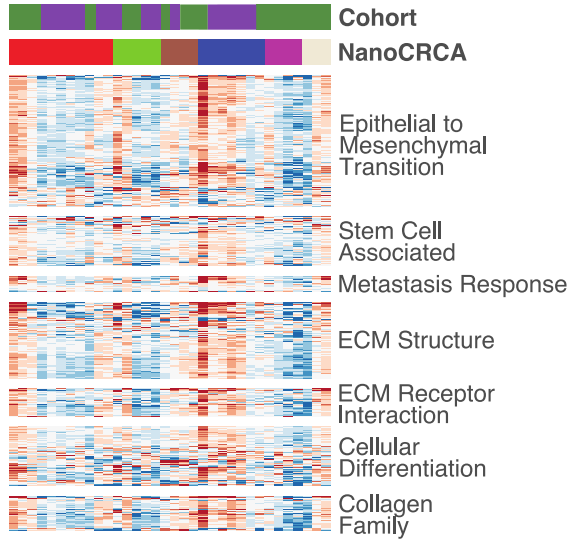 Cohort
NanoCRCA
Epithelial to
Mesenchymal
Transition
Stem Cell
Associated
Metastasis Response
ECM Structure
ECM Receptor
Interaction
Cellular
Differentiation
Collagen
Family